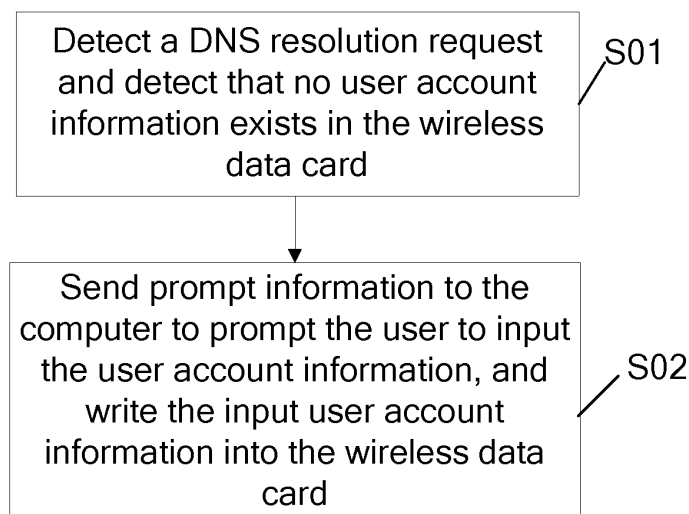 Detect a DNS resolution request
and detect that no user account
information exists in the wireless
data card
S01
Send prompt information to the
computer to prompt the user to input
the user account information, and
write the input user account
information into the wireless data
card
S02